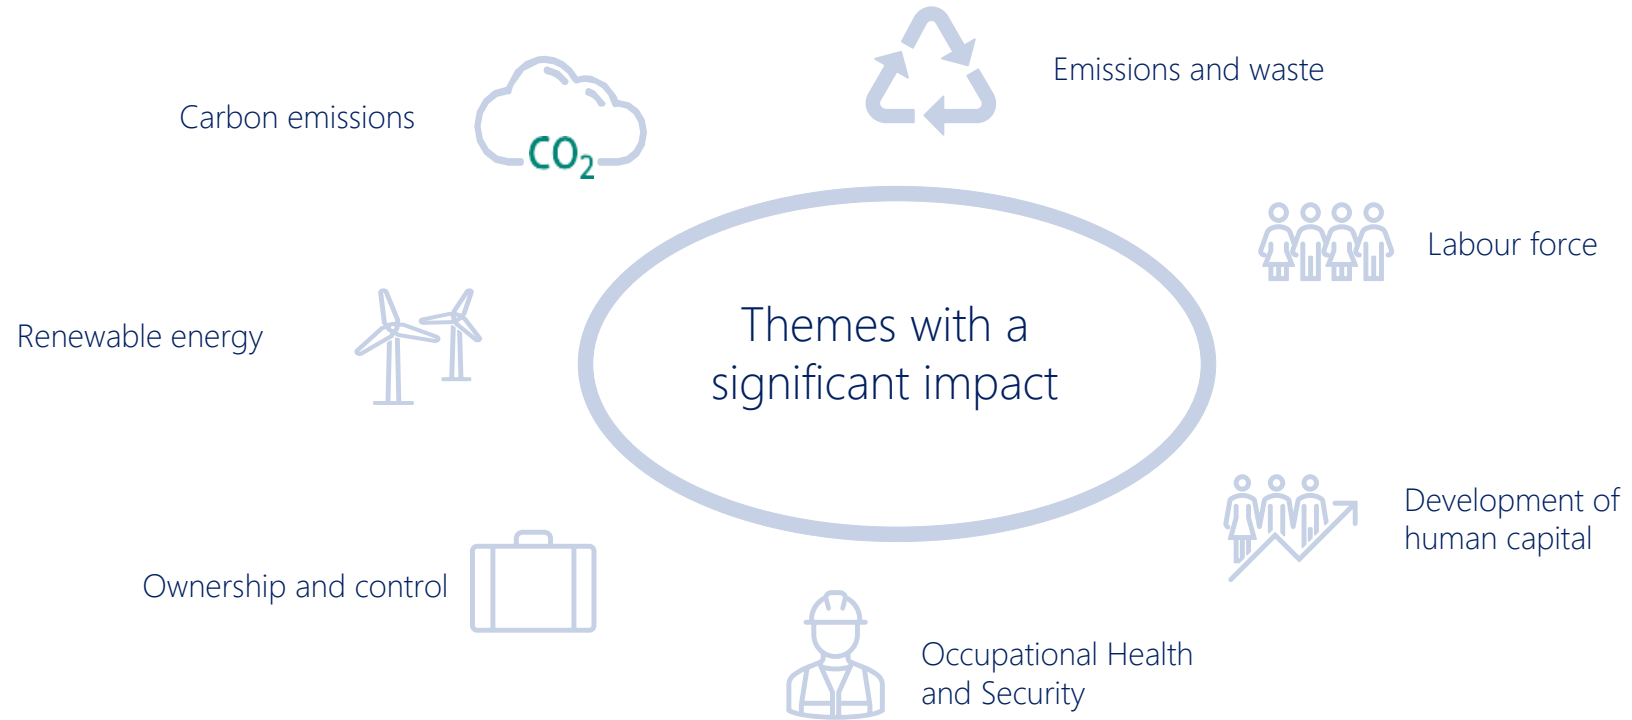 Emissions and waste
Carbon emissions
CO₂
Labour force
Renewable energy
Themes with a
significant impact
Development of
human capital
Ownership and control
Occupational Health
and Security